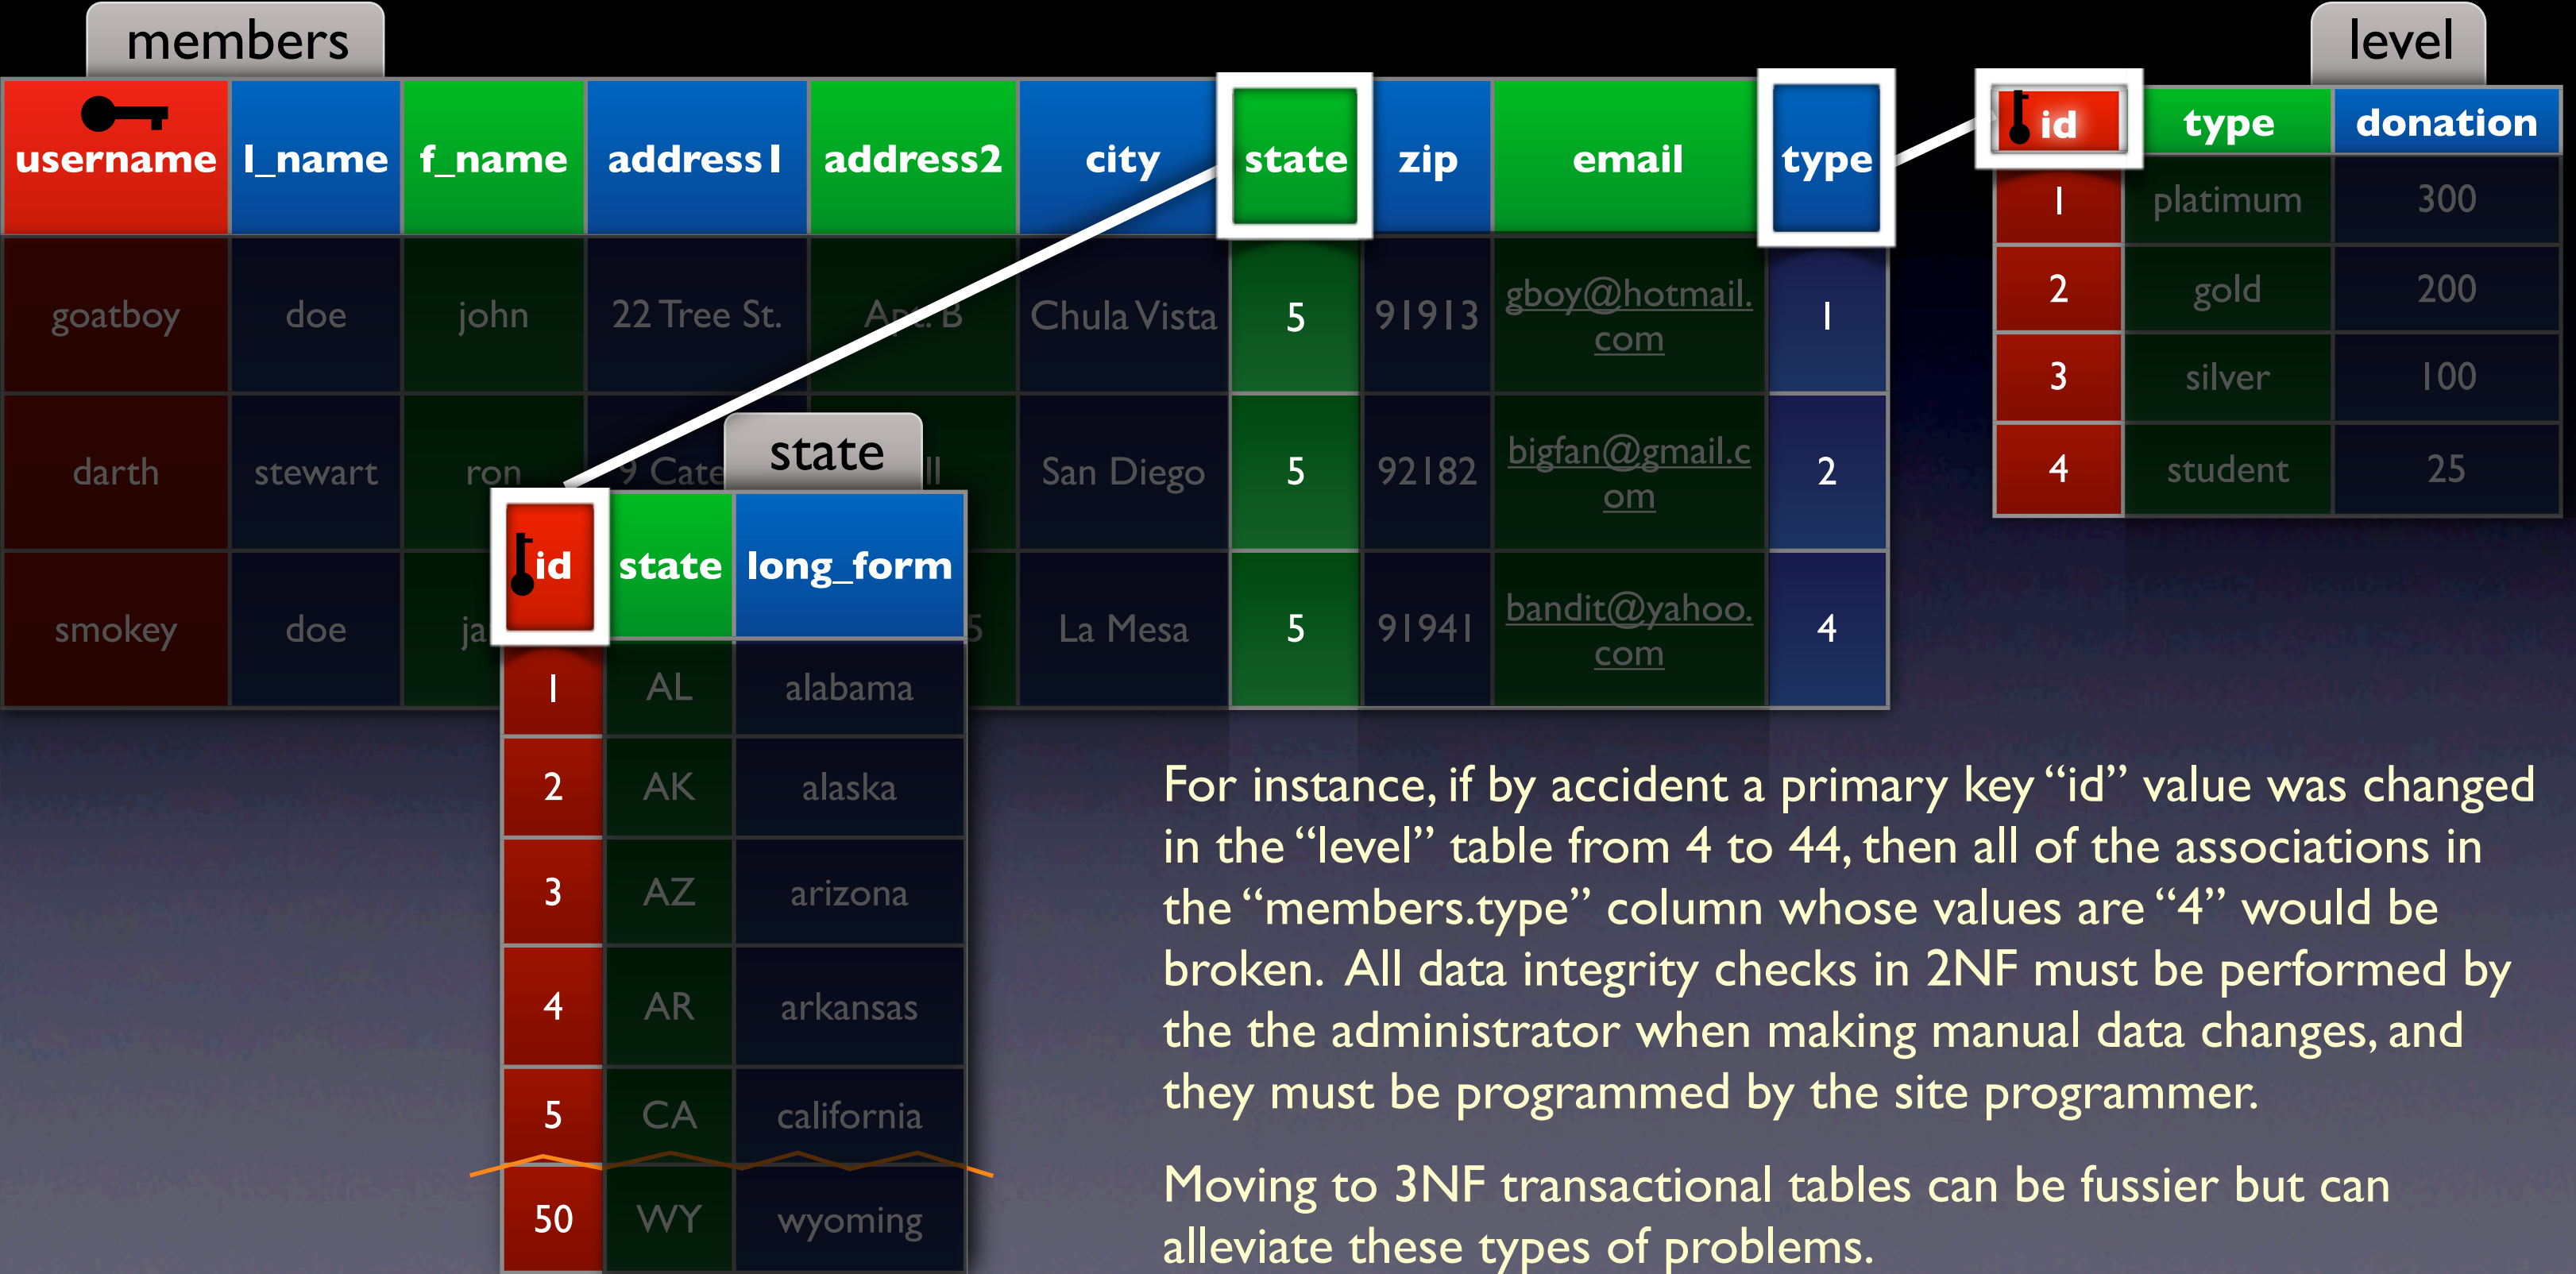 members
username l_name f_name address1 address2 city state zip email type
goatboy doe john 22 Tree St. Apt. B Chula Vista 5 91913 gboy@hotmail.com 1
darth stewart ron 9 Cate San Diego 5 92182 bigfan@gmail.com 2
smokey doe La Mesa 5 91941 bandit@yahoo.com 4
level
id type donation
1 platimum 300
2 gold 200
3 silver 100
4 student 25
state
id state long_form
1 AL alabama
2 AK alaska
3 AZ arizona
4 AR arkansas
5 CA california
50 WY wyoming
For instance, if by accident a primary key “id” value was changed
in the “level” table from 4 to 44, then all of the associations in
the “members.type” column whose values are “4” would be
broken. All data integrity checks in 2NF must be performed by
the the administrator when making manual data changes, and
they must be programmed by the site programmer.
Moving to 3NF transactional tables can be fussier but can
alleviate these types of problems.